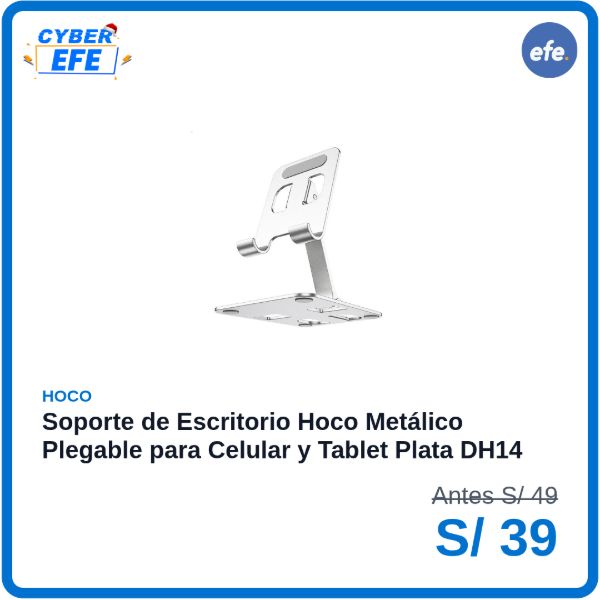 CYBER
EFE
efe.
HOCO
Soporte de Escritorio Hoco Metálico
Plegable para Celular y Tablet Plata DH14
Antes S/ 49
S/ 39